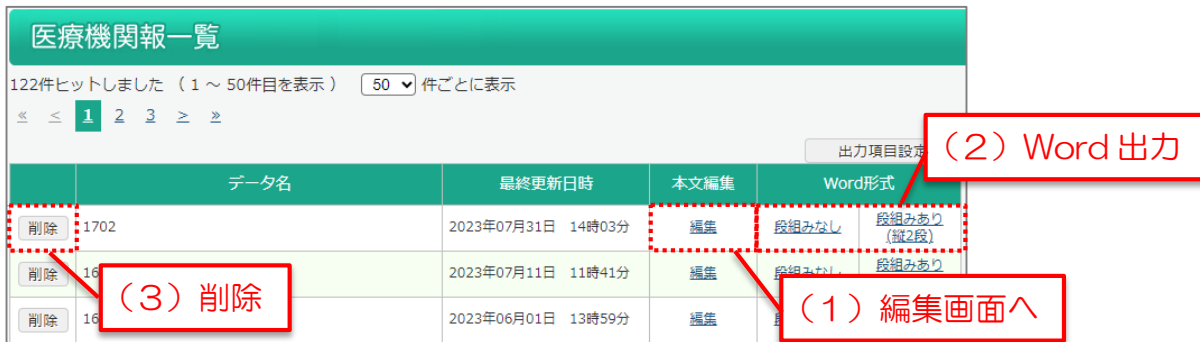 医療機関報一覧
122件ヒットしました （ 1 ～ 50件目を表示 ） 50 件ごとに表示
« < 1 2 3 > »
出力項目設定
（２）Word 出力
データ名 最終更新日時 本文編集 Word形式
削除 1702 2023年07月31日 14時03分 編集 段組みなし 段組みあり
(縦2段)
削除 16 2023年07月11日 11時41分 編集 段組みなし 段組みあり
（３）削除
（１）編集画面へ
削除 16 2023年06月01日 13時59分 編集